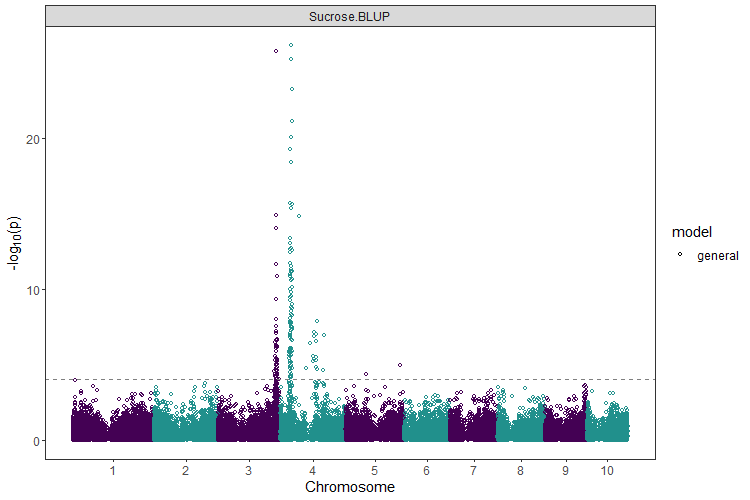 Sucrose.BLUP
20
10
0
-log10(p)
1 2 3 4 5 6 7 8 9 10
Chromosome
model
general